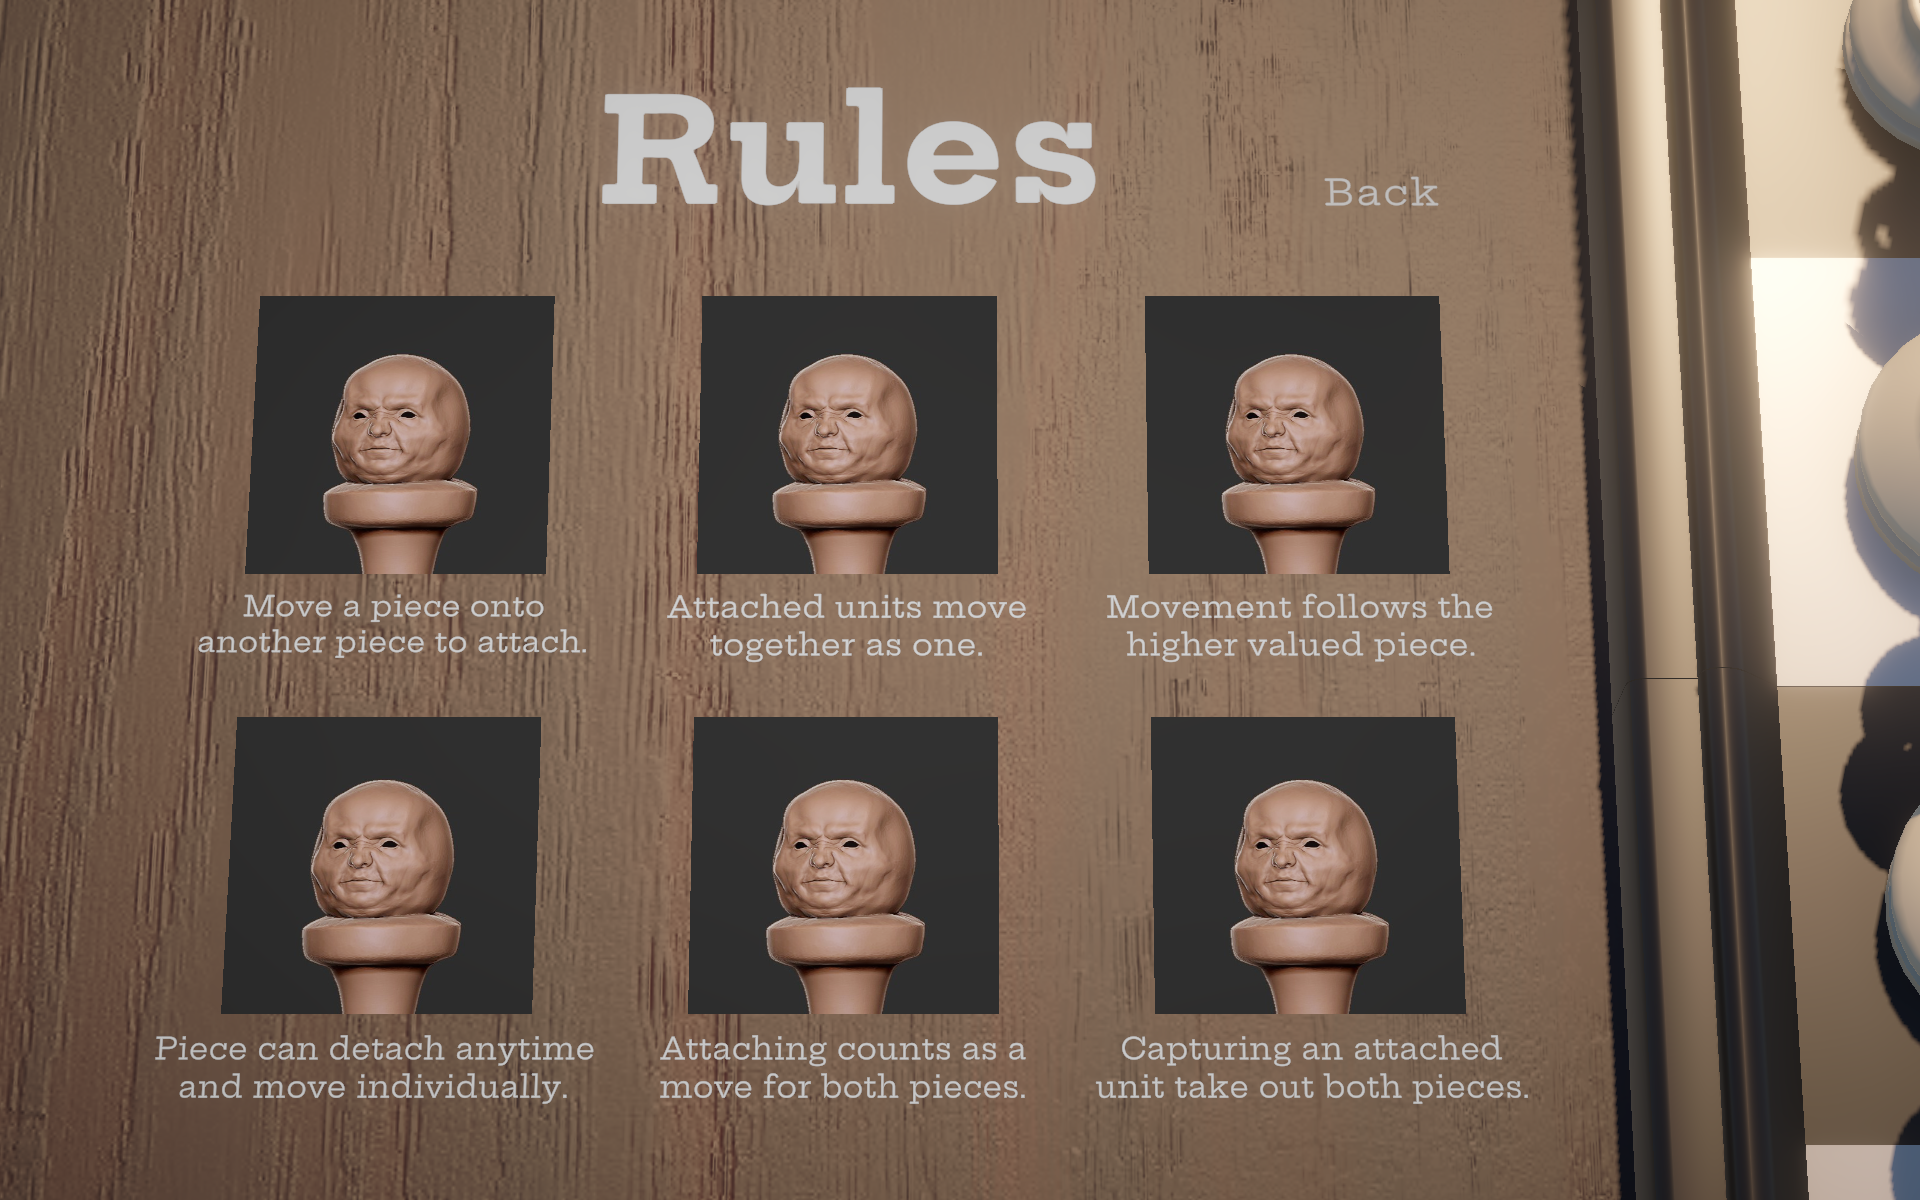 Rules
Back
Move a piece onto
another piece to attach.
Attached units move
together as one.
Movement follows the
higher valued piece.
Piece can detach anytime
and move individually.
Attaching counts as a
move for both pieces.
Capturing an attached
unit take out both pieces.